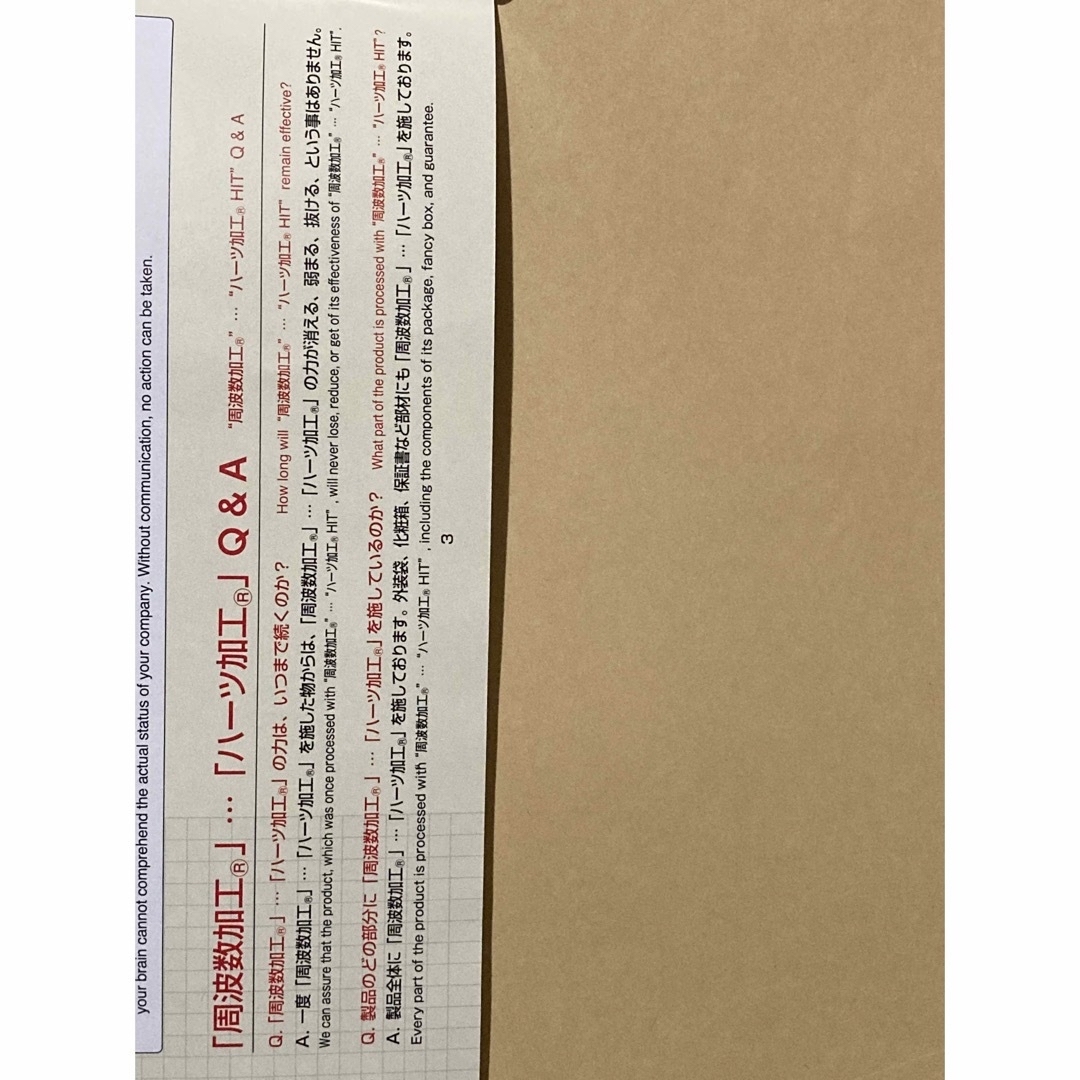 your brain cannot comprehend the actual status of your company. Without communication, no action can be taken.
「周波数加工®」…「ハーツ加工®」Q & A “周波数加工®” … “ハーツ加工® HIT” Q & A
Q.「周波数加工®」…「ハーツ加工®」の力は、いつまで続くのか？ How long will “周波数加工®” … “ハーツ加工® HIT” remain effective?
A. 一度「周波数加工®」…「ハーツ加工®」を施した物からは、「周波数加工®」…「ハーツ加工®」の力が消える、弱まる、抜ける、という事はありません。
We can assure that the product, which was once processed with “周波数加工®” … “ハーツ加工® HIT” , will never lose, reduce, or get of its effectiveness of “周波数加工®” … “ハーツ加工® HIT”.
Q. 製品のどの部分に「周波数加工®」…「ハーツ加工®」を施しているのか？ What part of the product is processed with “周波数加工®” … “ハーツ加工® HIT”?
A. 製品全体に「周波数加工®」…「ハーツ加工®」を施しております。外装袋、化粧箱、保証書など部材にも「周波数加工®」…「ハーツ加工®」を施しております。
Every part of the product is processed with “周波数加工®” … “ハーツ加工® HIT” , including the components of its package, fancy box, and guarantee.
3